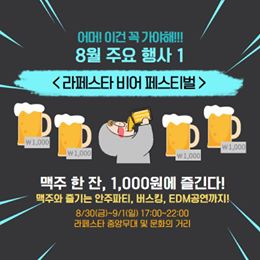 어머! 이건 꼭 가야해!!!
8월 주요 행사 1
< 라페스타 비어 페스티벌 >
₩1,000
₩1,000
₩1,000
₩1,000
맥주 한 잔, 1,000원에 즐긴다!
맥주와 즐기는 안주파티, 버스킹, EDM공연까지!
8/30(금)~9/1(일) 17:00~22:00
라페스타 중앙무대 및 문화의 거리